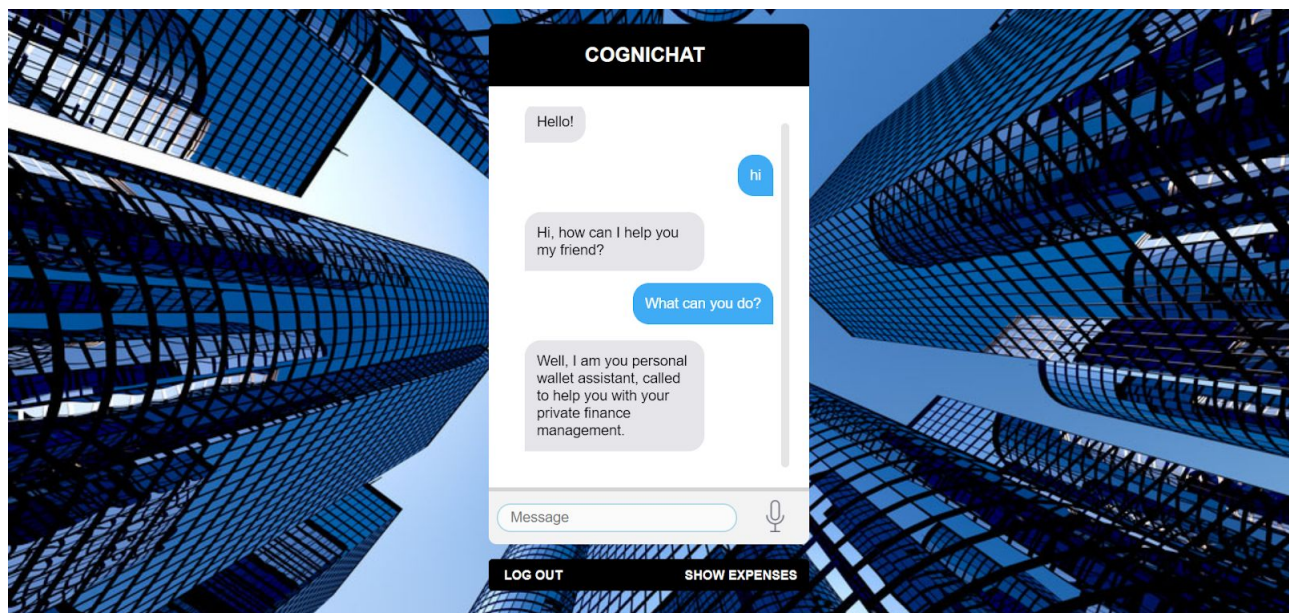 COGNICHAT
Hello!
hi
Hi, how can I help you
my friend?
What can you do?
Well, I am you personal
wallet assistant, called
to help you with your
private finance
management.
Message
LOG OUT
SHOW EXPENSES